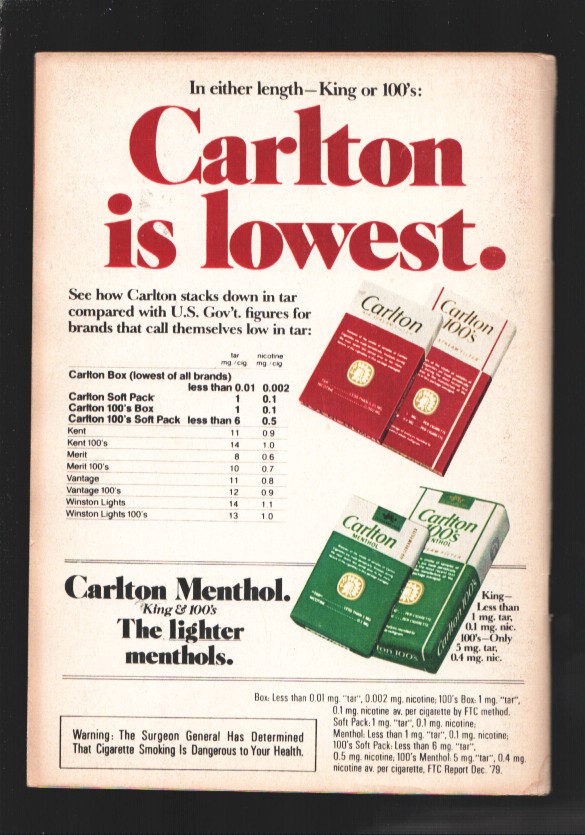 In either length—King or 100's:
Carlton
is lowest.
See how Carlton stacks down in tar
compared with U.S. Gov't. figures for
brands that call themselves low in tar:
tar nicotine
mg./cig mg./cig
Carlton Box (lowest of all brands)
less than 0.01 0.002
Carlton Soft Pack 1 0.1
Carlton 100's Box 1 0.1
Carlton 100's Soft Pack less than 6 0.5
Kent 11 0.9
Kent 100's 14 1.0
Merit 8 0.6
Merit 100's 10 0.7
Vantage 11 0.8
Vantage 100's 12 0.9
Winston Lights 14 1.1
Winston Lights 100's 13 1.0
Carlton
Carlton
100's
Carlton
MENTHOL
Carlton
100's
MENTHOL
Carlton 100's
Carlton Menthol.
King & 100's
The lighter
menthols.
King—
Less than
1 mg. tar,
0.1 mg. nic.
100's—Only
5 mg. tar,
0.4 mg. nic.
Box: Less than 0.01 mg. "tar", 0.002 mg. nicotine; 100's Box: 1 mg. "tar",
0.1 mg. nicotine av. per cigarette by FTC method.
Soft Pack: 1 mg. "tar", 0.1 mg. nicotine;
Menthol: Less than 1 mg. "tar", 0.1 mg. nicotine;
100's Soft Pack: Less than 6 mg. "tar",
0.5 mg. nicotine, 100's Menthol: 5 mg. "tar", 0.4 mg.
nicotine av. per cigarette, FTC Report Dec. '79.
Warning: The Surgeon General Has Determined
That Cigarette Smoking Is Dangerous to Your Health.